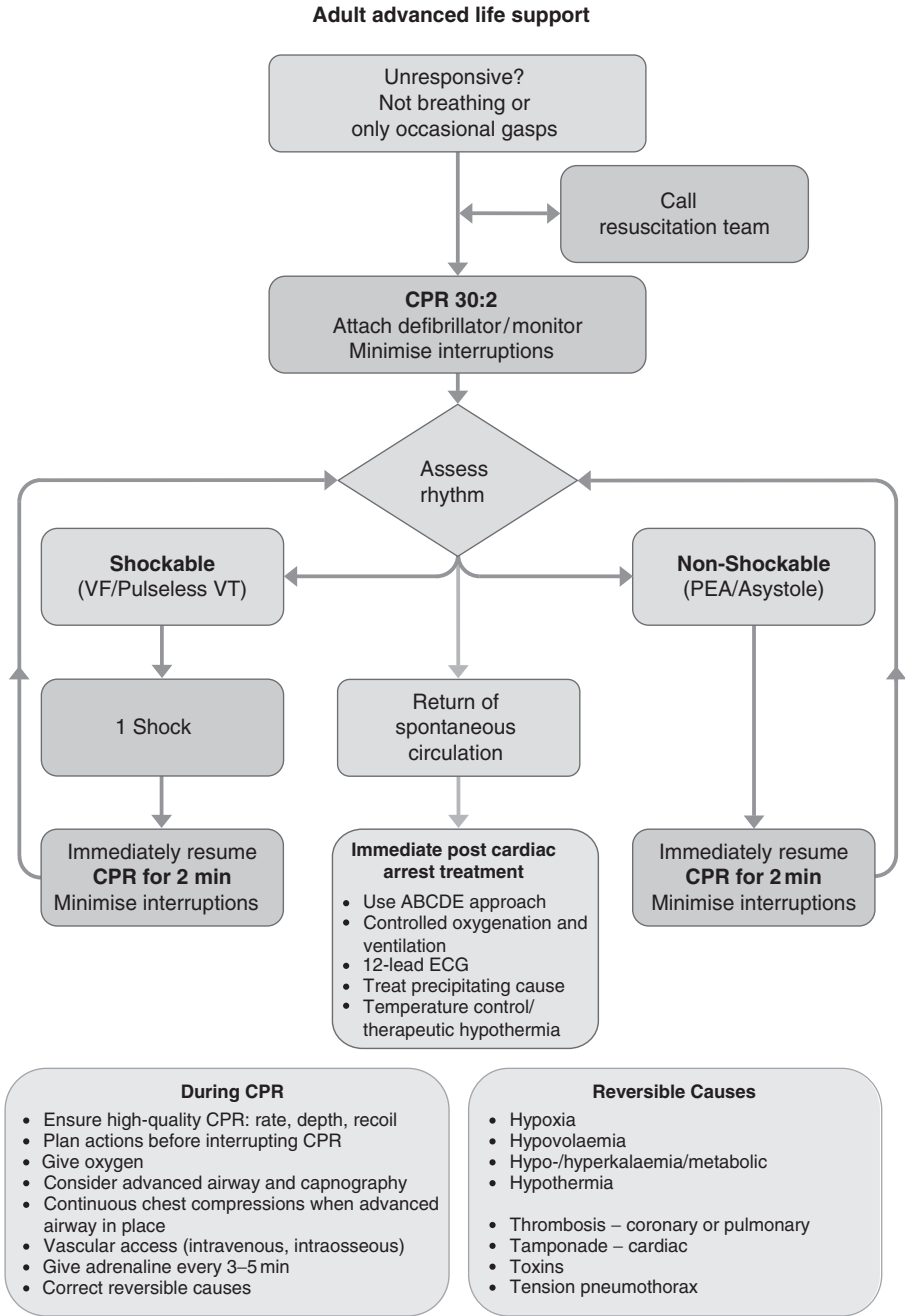 Adult advanced life support
Unresponsive?
Not breathing or
only occasional gasps
Call
resuscitation team
CPR 30:2
Attach defibrillator/monitor
Minimise interruptions
Assess
rhythm
Shockable
(VF/Pulseless VT)
Non-Shockable
(PEA/Asystole)
1 Shock
Return of
spontaneous
circulation
Immediately resume
CPR for 2 min
Minimise interruptions
Immediate post cardiac
arrest treatment
• Use ABCDE approach
• Controlled oxygenation and
ventilation
• 12-lead ECG
• Treat precipitating cause
• Temperature control/
therapeutic hypothermia
Immediately resume
CPR for 2 min
Minimise interruptions
During CPR
• Ensure high-quality CPR: rate, depth, recoil
• Plan actions before interrupting CPR
• Give oxygen
• Consider advanced airway and capnography
• Continuous chest compressions when advanced
airway in place
• Vascular access (intravenous, intraosseous)
• Give adrenaline every 3–5 min
• Correct reversible causes
Reversible Causes
• Hypoxia
• Hypovolaemia
• Hypo-/hyperkalaemia/metabolic
• Hypothermia
• Thrombosis – coronary or pulmonary
• Tamponade – cardiac
• Toxins
• Tension pneumothorax